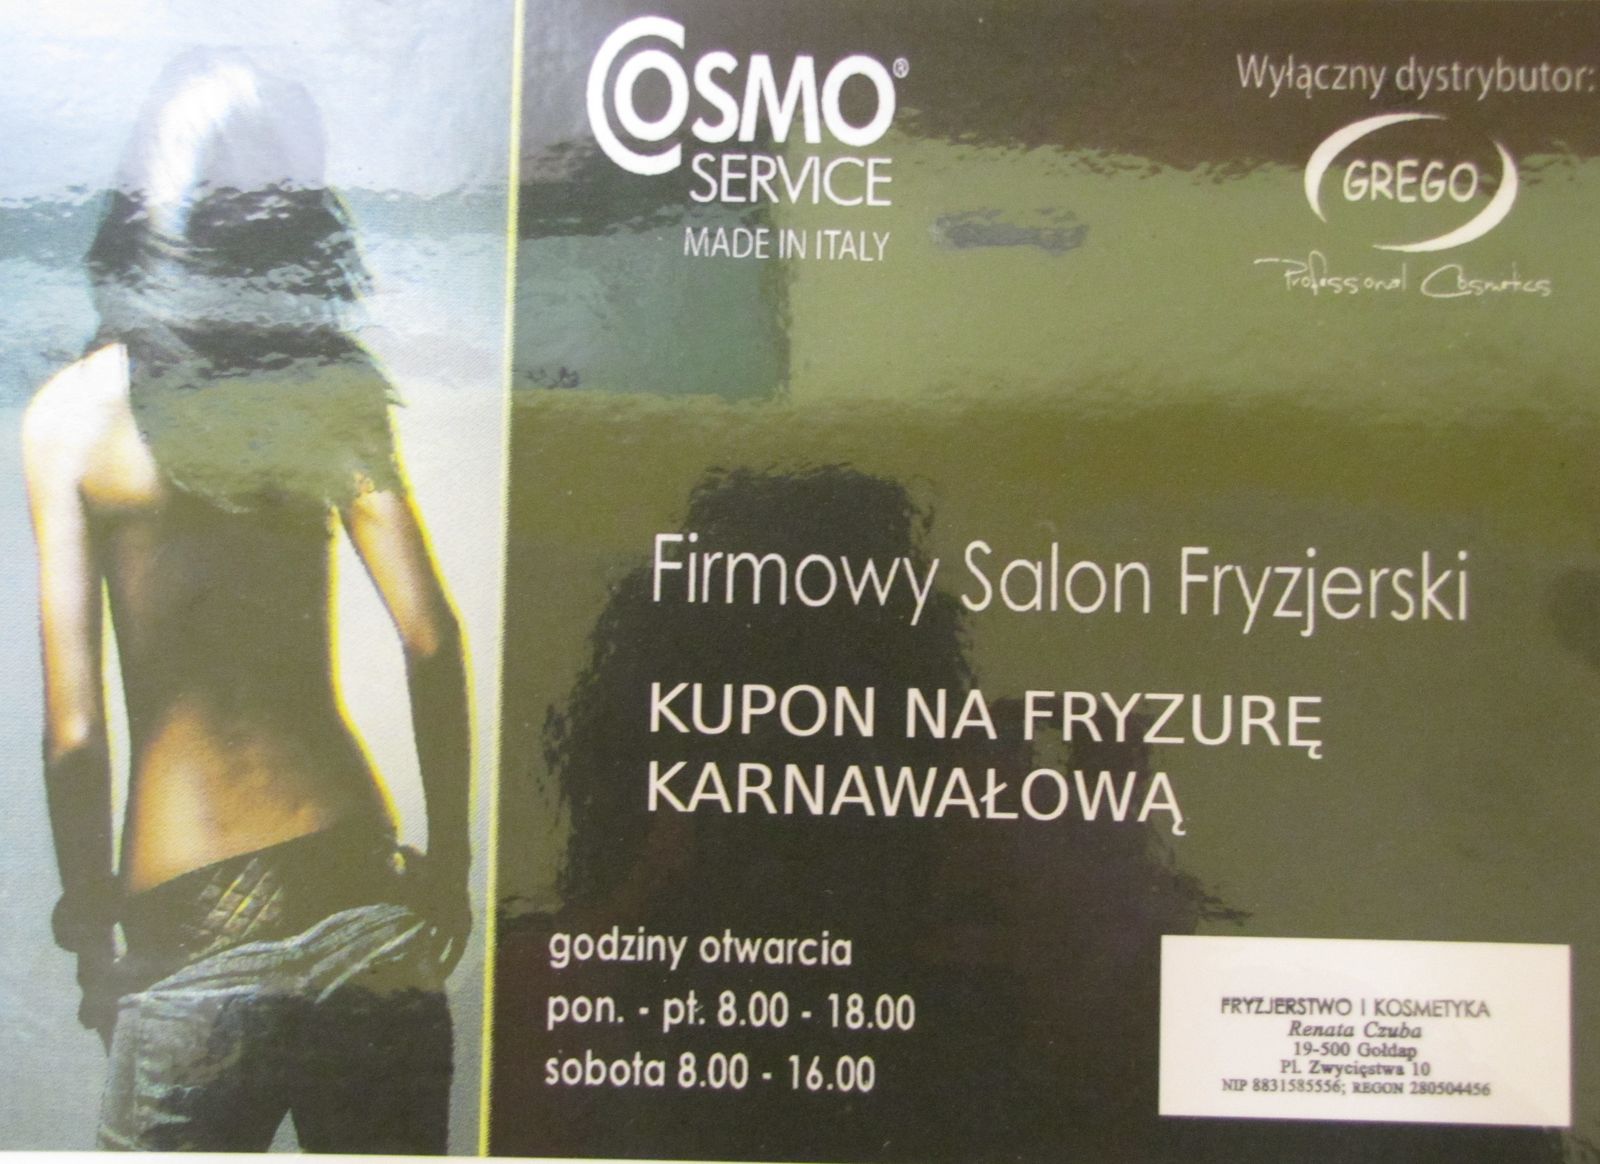 COSMO®
SERVICE
MADE IN ITALY
Wyłączny dystrybutor:
GREGO
Professional Cosmetics
Firmowy Salon Fryzjerski
KUPON NA FRYZURĘ
KARNAWAŁOWĄ
godziny otwarcia
pon. - pt. 8.00 - 18.00
sobota 8.00 - 16.00
FRYZJERSTWO I KOSMETYKA
Renata Czuba
19-500 Gołdap
Pl. Zwycięstwa 10
NIP 8831585556; REGON 280504456